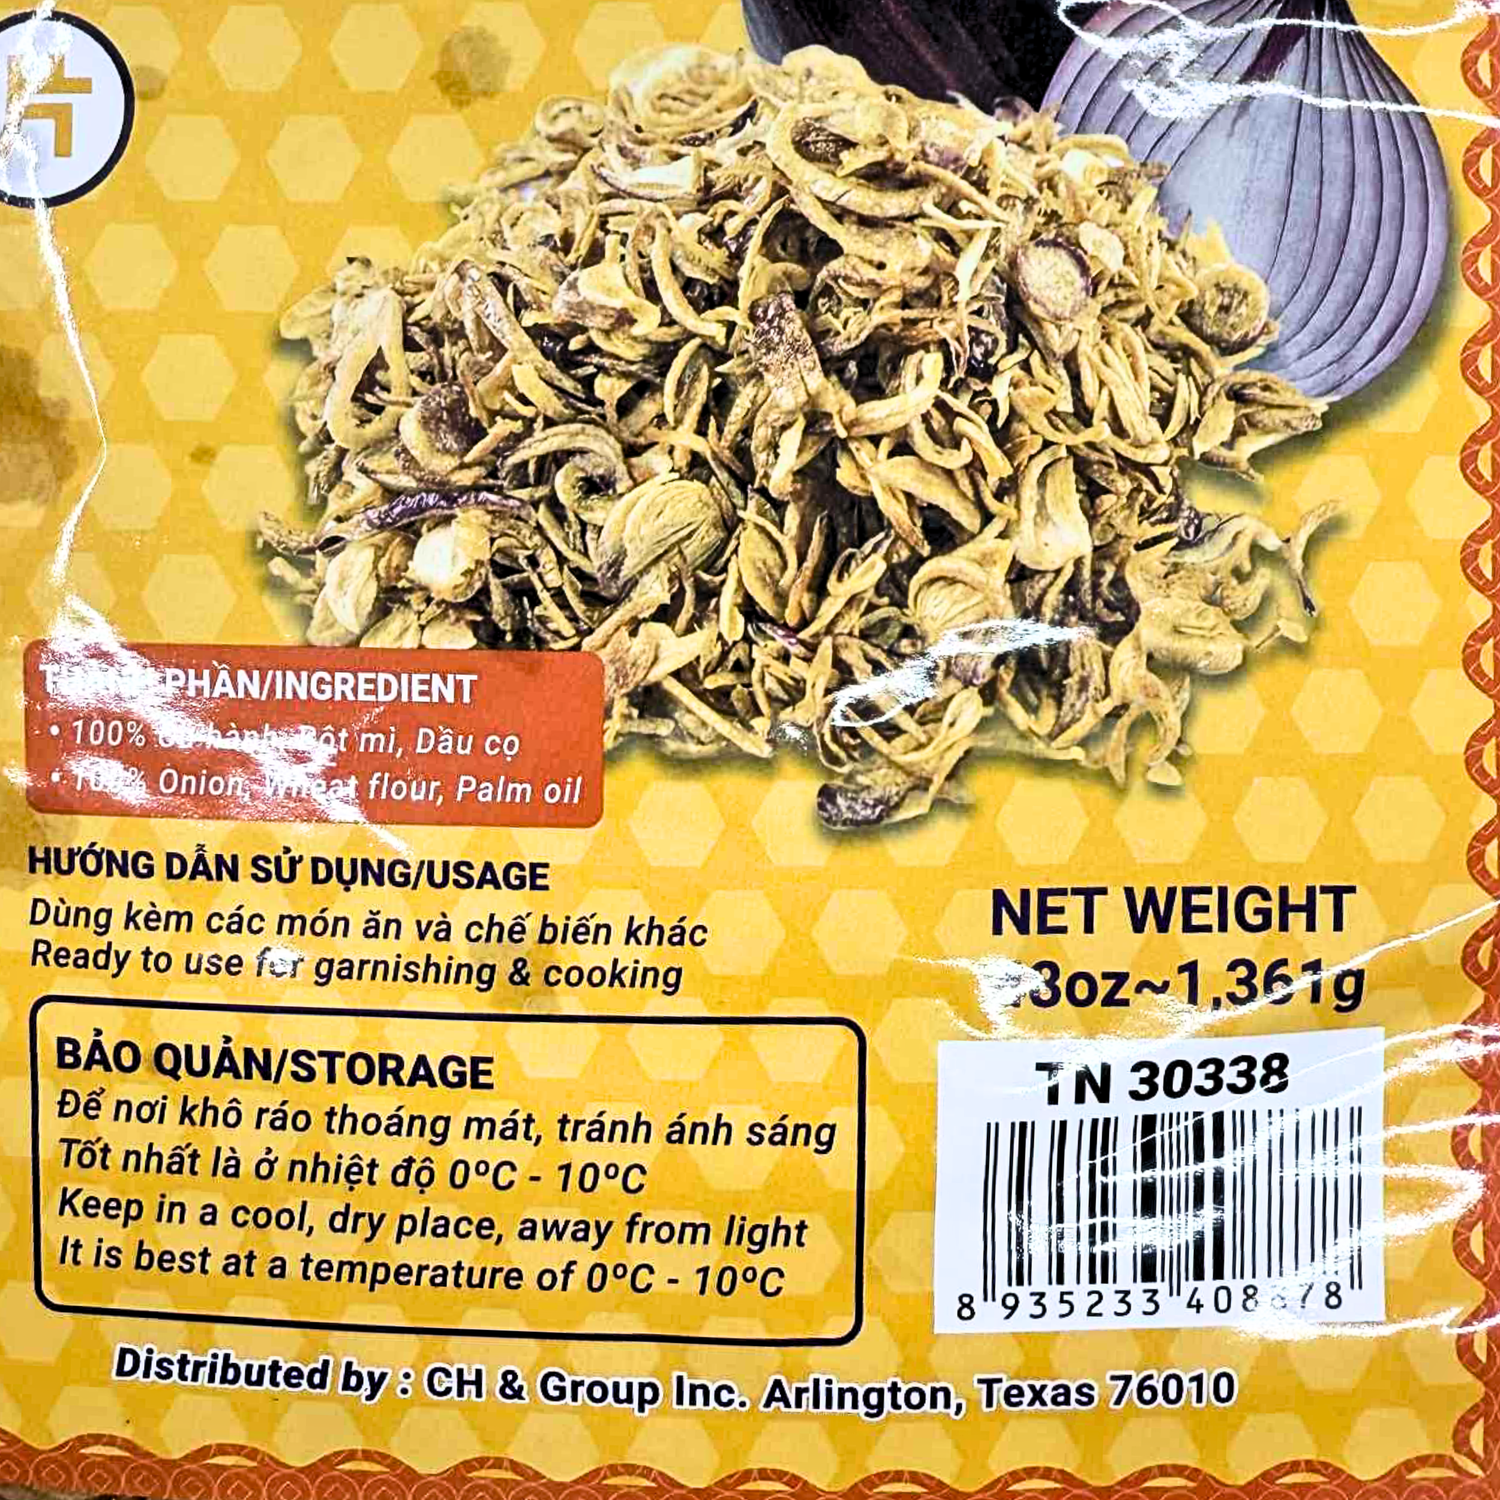 PHẦN/INGREDIENT
• 100% mì, Dầu cọ
• Onion, Wheat flour, Palm oil
HƯỚNG DẪN SỬ DỤNG/USAGE
Dùng kèm các món ăn và chế biến khác
Ready to use for garnishing & cooking
NET WEIGHT
1,361g
BẢO QUẢN/STORAGE
Để nơi khô ráo thoáng mát, tránh ánh sáng
Tốt nhất là ở nhiệt độ 0°C - 10°C
Keep in a cool, dry place, away from light
It is best at a temperature of 0°C - 10°C
TN 30338
8 935233
Distributed by : CH & Group Inc. Arlington, Texas 76010